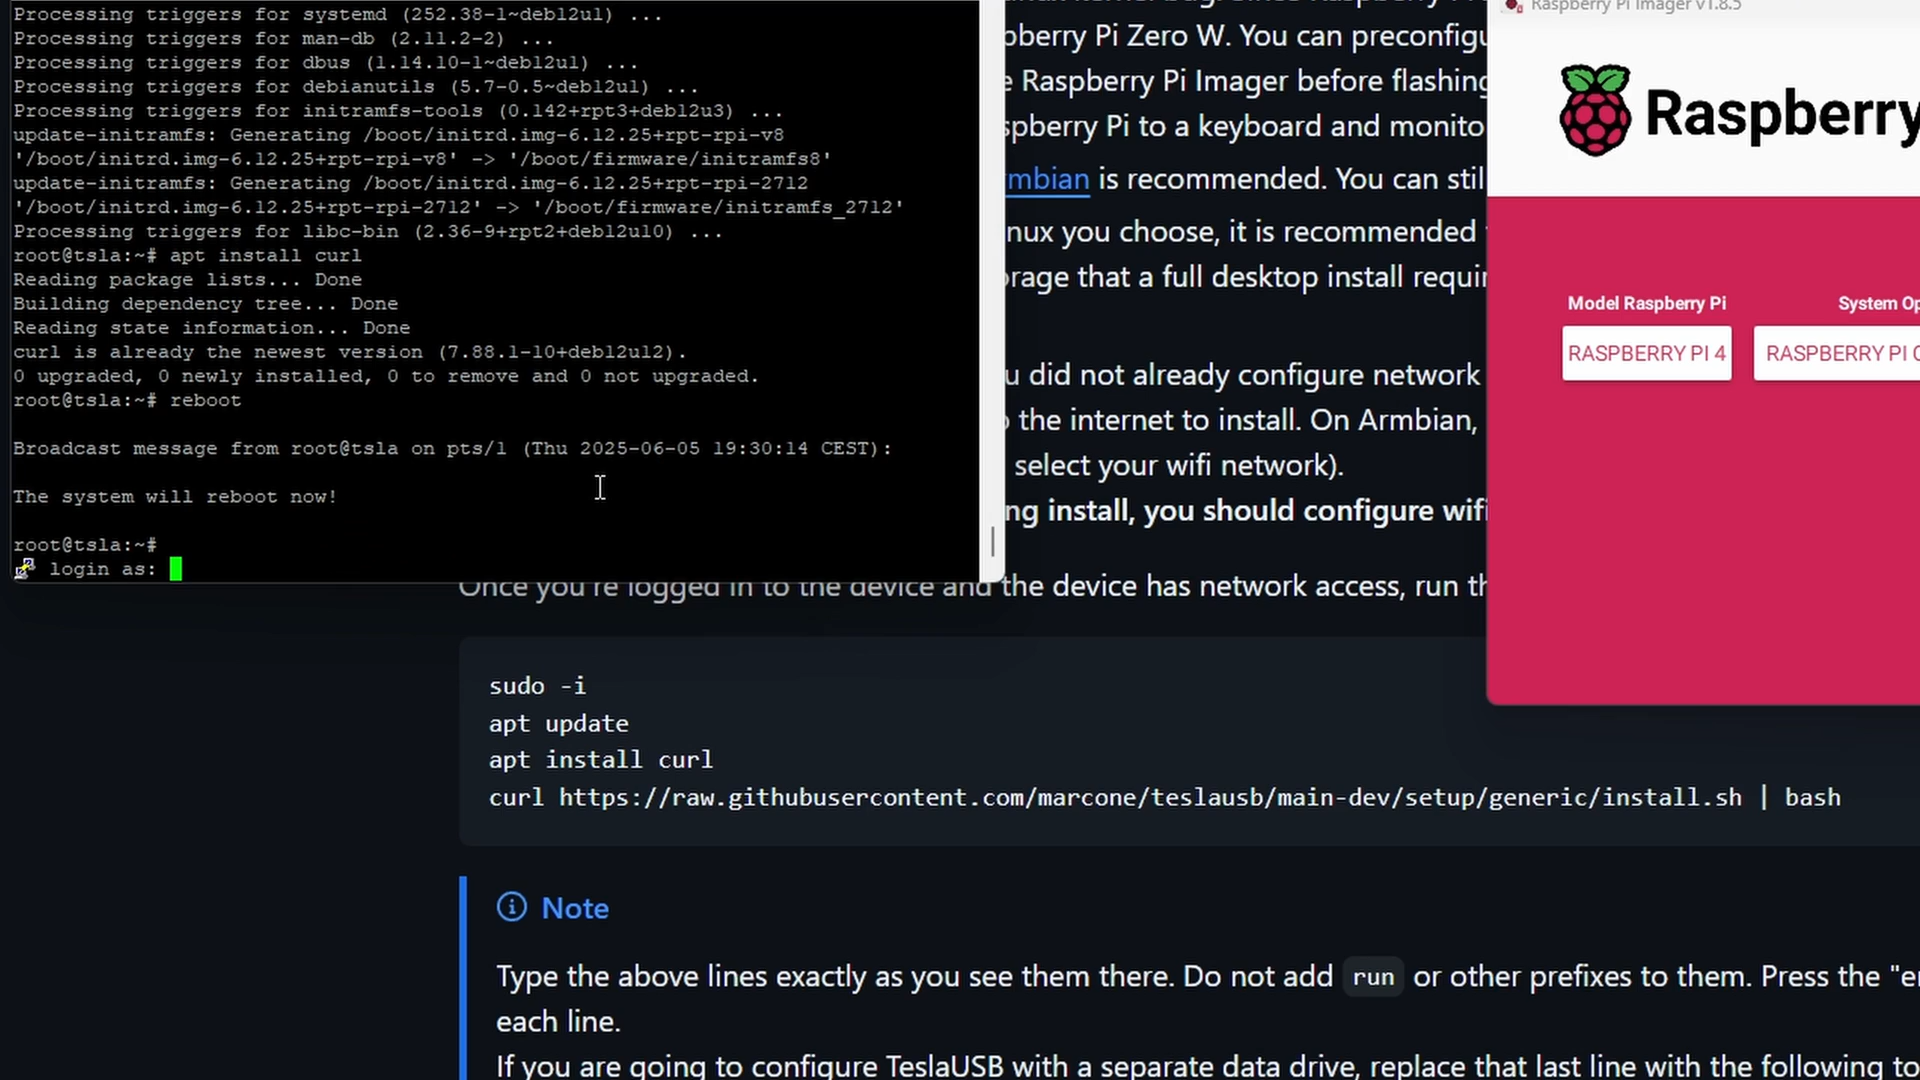 Processing triggers for systemd (252.38-1~deb12u1) ...
Processing triggers for man-db (2.11.2-2) ...
Processing triggers for dbus (1.14.10-1~deb12u1) ...
Processing triggers for debianutils (5.7-0.5~deb12u1) ...
Processing triggers for initramfs-tools (0.142+rpt3+deb12u3) ...
update-initramfs: Generating /boot/initrd.img-6.12.25+rpt-rpi-v8
'/boot/initrd.img-6.12.25+rpt-rpi-v8' -> '/boot/firmware/initramfs8'
update-initramfs: Generating /boot/initrd.img-6.12.25+rpt-rpi-2712
'/boot/initrd.img-6.12.25+rpt-rpi-2712' -> '/boot/firmware/initramfs_2712'
Processing triggers for libc-bin (2.36-9+rpt2+deb12u10) ...
root@tsla:~# apt install curl
Reading package lists... Done
Building dependency tree... Done
Reading state information... Done
curl is already the newest version (7.88.1-10+deb12u12).
0 upgraded, 0 newly installed, 0 to remove and 0 not upgraded.
root@tsla:~# reboot
Broadcast message from root@tsla on pts/1 (Thu 2025-06-05 19:30:14 CEST):
The system will reboot now!
root@tsla:~#
login as:
berry Pi Zero W. You can preconfigu
e Raspberry Pi Imager before flashing
spberry Pi to a keyboard and monito
mbian is recommended. You can stil
nux you choose, it is recommended
rage that a full desktop install requir
u did not already configure network
the internet to install. On Armbian,
select your wifi network).
ng install, you should configure wifi
Once you're logged in to the device and the device has network access, run th
sudo -i
apt update
apt install curl
curl https://raw.githubusercontent.com/marcone/teslausb/main-dev/setup/generic/install.sh | bash
Note
Type the above lines exactly as you see them there. Do not add run or other prefixes to them. Press the "e
each line.
If you are going to configure TeslaUSB with a separate data drive, replace that last line with the following to
Raspberry Pi Imager v1.8.5
Raspberry
Model Raspberry Pi
System Op
RASPBERRY PI 4
RASPBERRY PI